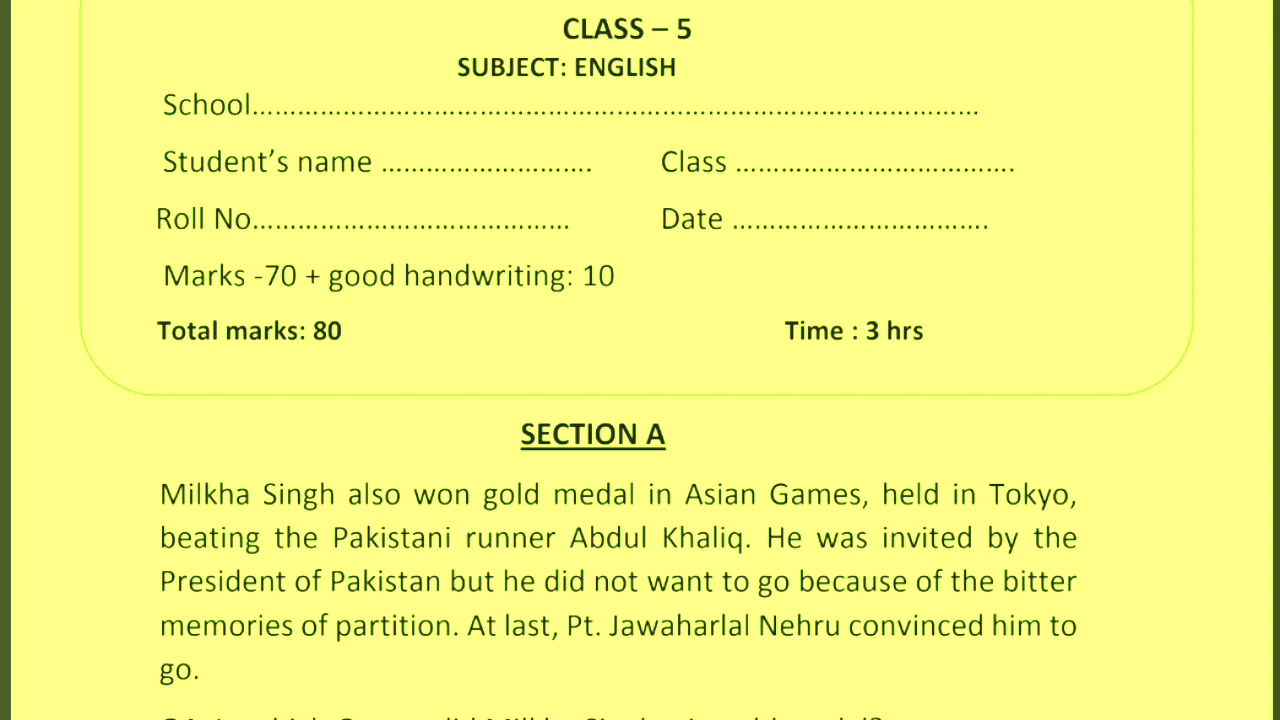 CLASS – 5
SUBJECT: ENGLISH
School.................................................................................................
Student’s name ............................ Class .....................................
Roll No.......................................... Date ..................................
Marks -70 + good handwriting: 10
Total marks: 80 Time : 3 hrs
SECTION A
Milkha Singh also won gold medal in Asian Games, held in Tokyo,
beating the Pakistani runner Abdul Khaliq. He was invited by the
President of Pakistan but he did not want to go because of the bitter
memories of partition. At last, Pt. Jawaharlal Nehru convinced him to
go.